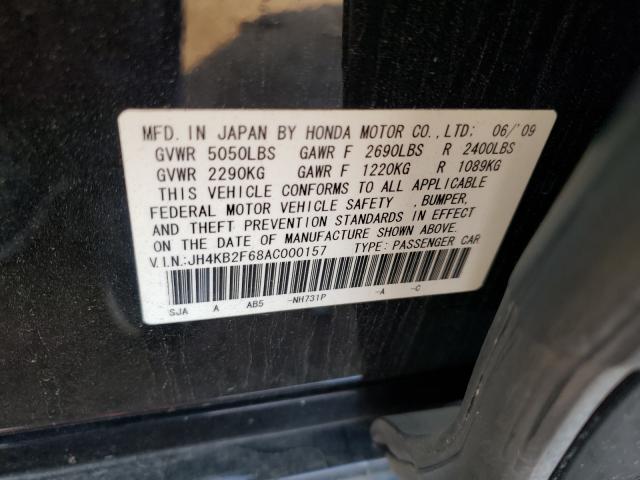 MFD. IN JAPAN BY HONDA MOTOR CO., LTD: 06/'09
GVWR 5050LBS GAWR F 2690LBS R 2400LBS
GVWR 2290KG GAWR F 1220KG R 1089KG
THIS VEHICLE CONFORMS TO ALL APPLICABLE
FEDERAL MOTOR VEHICLE SAFETY , BUMPER,
AND THEFT PREVENTION STANDARDS IN EFFECT
ON THE DATE OF MANUFACTURE SHOWN ABOVE.
V.I.N.:JH4KB2F68AC000157 TYPE: PASSENGER CAR
SJA A AB5 -NH731P -A -C